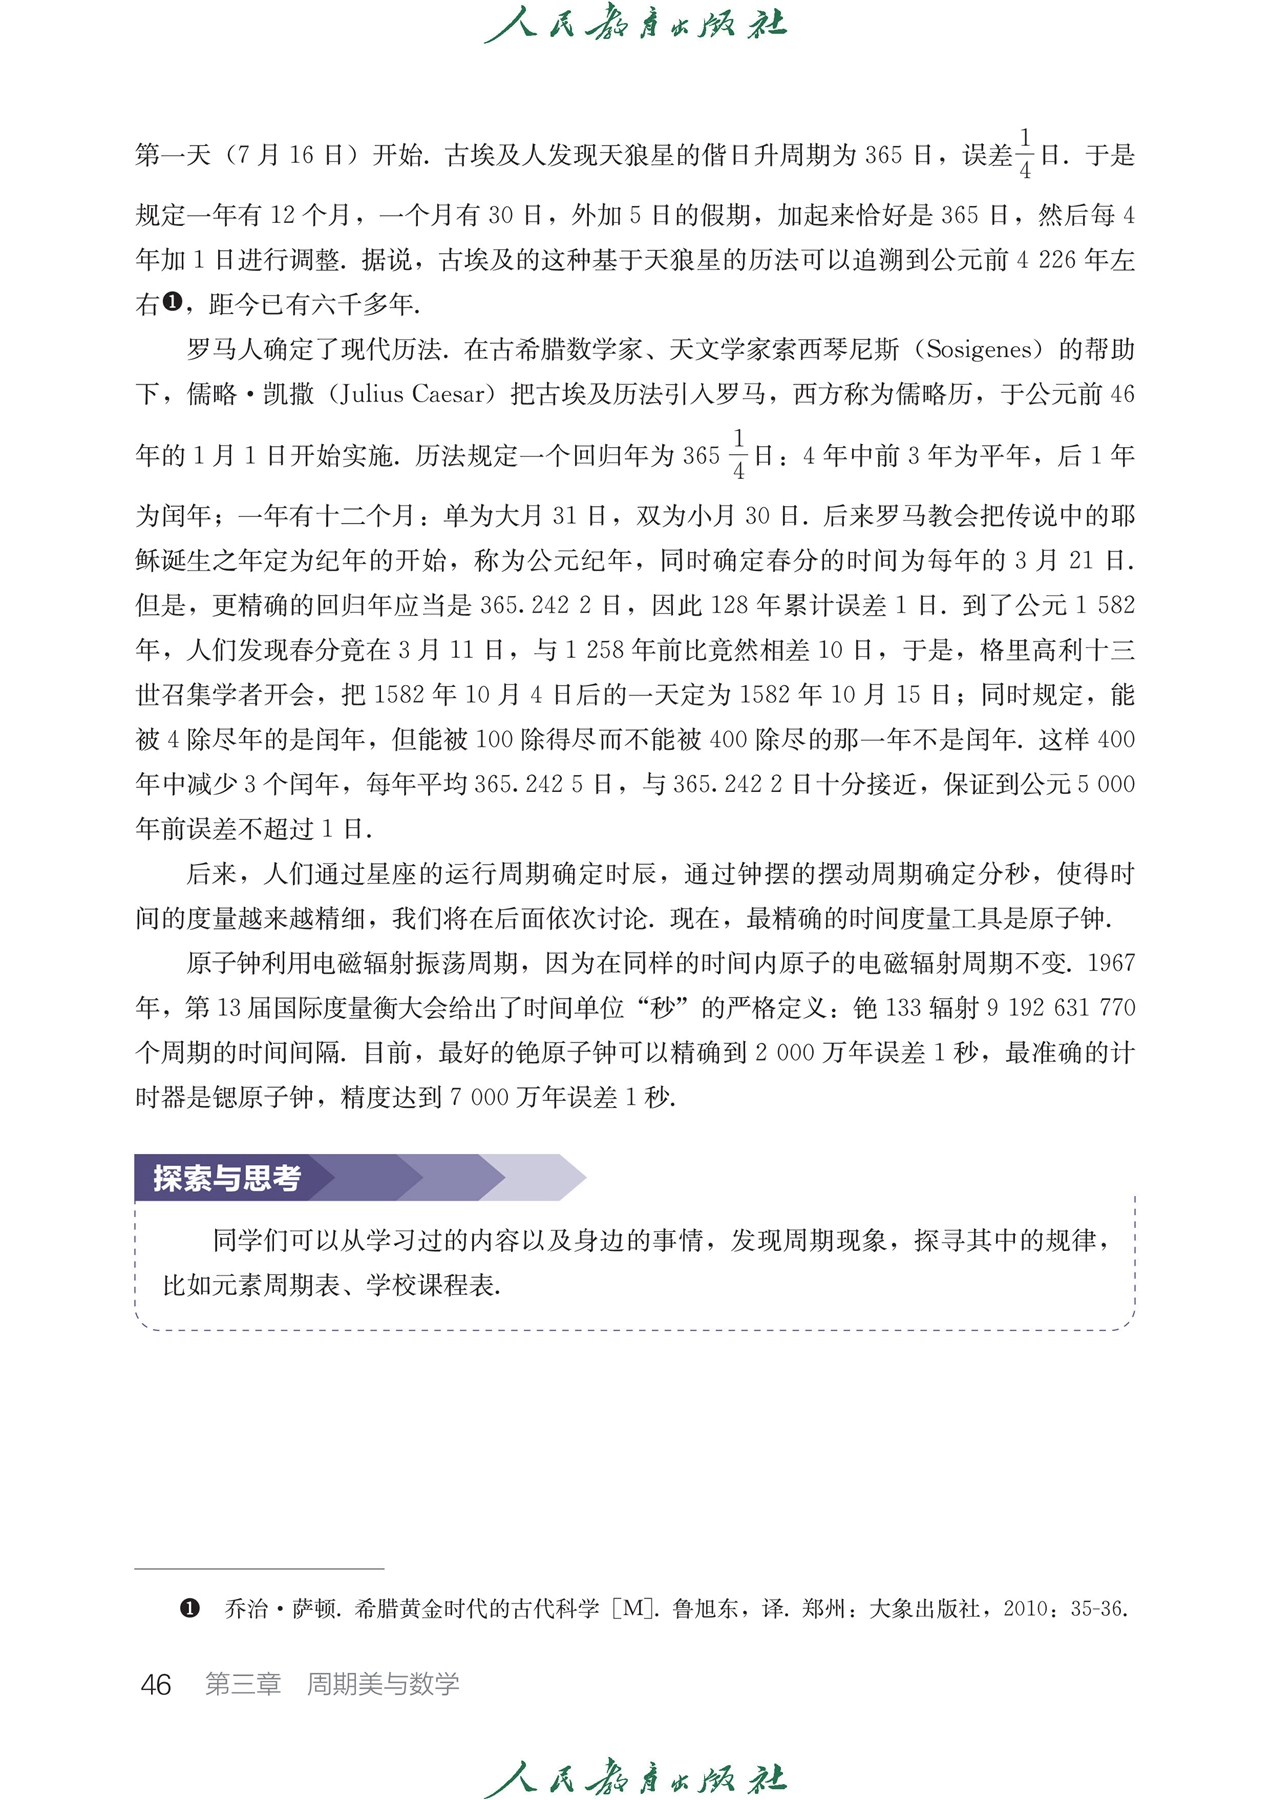 人民教育出版社
第一天（7 月 16 日）开始. 古埃及人发现天狼星的偕日升周期为 365 日，误差1/4日. 于是
规定一年有 12 个月，一个月有 30 日，外加 5 日的假期，加起来恰好是 365 日，然后每 4
年加 1 日进行调整. 据说，古埃及的这种基于天狼星的历法可以追溯到公元前 4 226 年左
右❶，距今已有六千多年.
罗马人确定了现代历法. 在古希腊数学家、天文学家索西琴尼斯（Sosigenes）的帮助
下，儒略·凯撒（Julius Caesar）把古埃及历法引入罗马，西方称为儒略历，于公元前 46
年的 1 月 1 日开始实施. 历法规定一个回归年为 365 1/4日：4 年中前 3 年为平年，后 1 年
为闰年；一年有十二个月：单为大月 31 日，双为小月 30 日. 后来罗马教会把传说中的耶
稣诞生之年定为纪年的开始，称为公元纪年，同时确定春分的时间为每年的 3 月 21 日.
但是，更精确的回归年应当是 365. 242 2 日，因此 128 年累计误差 1 日. 到了公元 1 582
年，人们发现春分竟在 3 月 11 日，与 1 258 年前比竟然相差 10 日，于是，格里高利十三
世召集学者开会，把 1582 年 10 月 4 日后的一天定为 1582 年 10 月 15 日；同时规定，能
被 4 除尽年的是闰年，但能被 100 除得尽而不能被 400 除尽的那一年不是闰年. 这样 400
年中减少 3 个闰年，每年平均 365. 242 5 日，与 365. 242 2 日十分接近，保证到公元 5 000
年前误差不超过 1 日.
后来，人们通过星座的运行周期确定时辰，通过钟摆的摆动周期确定分秒，使得时
间的度量越来越精细，我们将在后面依次讨论. 现在，最精确的时间度量工具是原子钟.
原子钟利用电磁辐射振荡周期，因为在同样的时间内原子的电磁辐射周期不变. 1967
年，第 13 届国际度量衡大会给出了时间单位“秒”的严格定义：铯 133 辐射 9 192 631 770
个周期的时间间隔. 目前，最好的铯原子钟可以精确到 2 000 万年误差 1 秒，最准确的计
时器是锶原子钟，精度达到 7 000 万年误差 1 秒.
探索与思考
同学们可以从学习过的内容以及身边的事情，发现周期现象，探寻其中的规律，
比如元素周期表、学校课程表.
❶ 乔治·萨顿. 希腊黄金时代的古代科学［M］. 鲁旭东，译. 郑州：大象出版社，2010：35-36.
46 第三章 周期美与数学
人民教育出版社